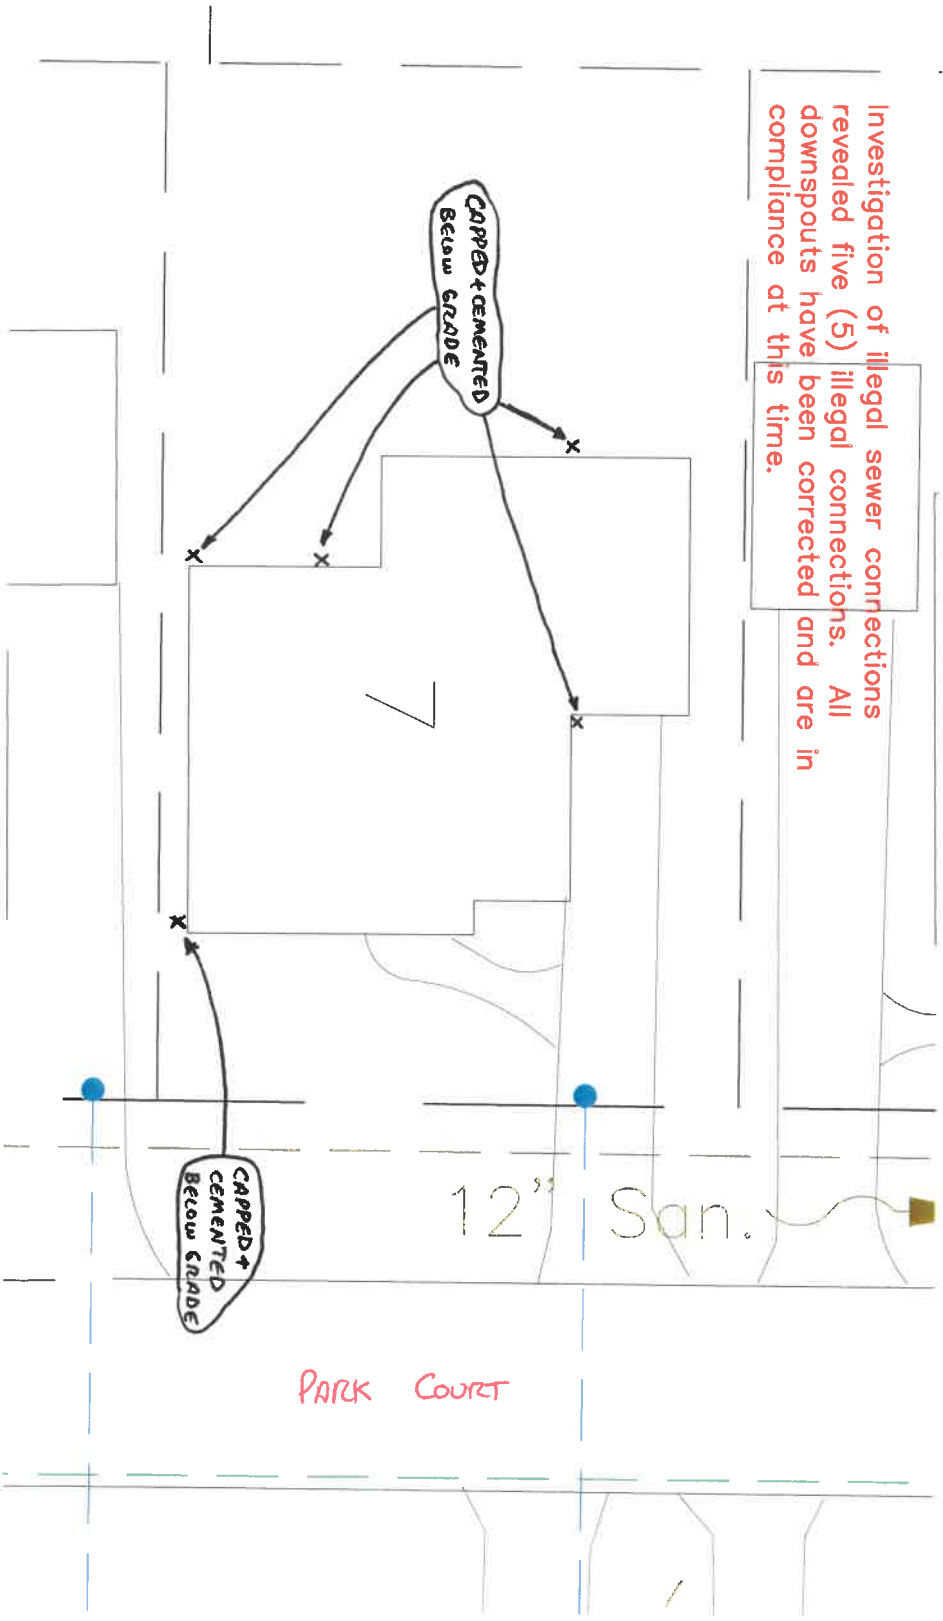 Investigation of illegal sewer connections
revealed five (5) illegal connections. All
downspouts have been corrected and are in
compliance at this time.
CAPPED + CEMENTED
BELOW GRADE
7
CAPPED +
CEMENTED
BELOW GRADE
12" San.
PARK COURT